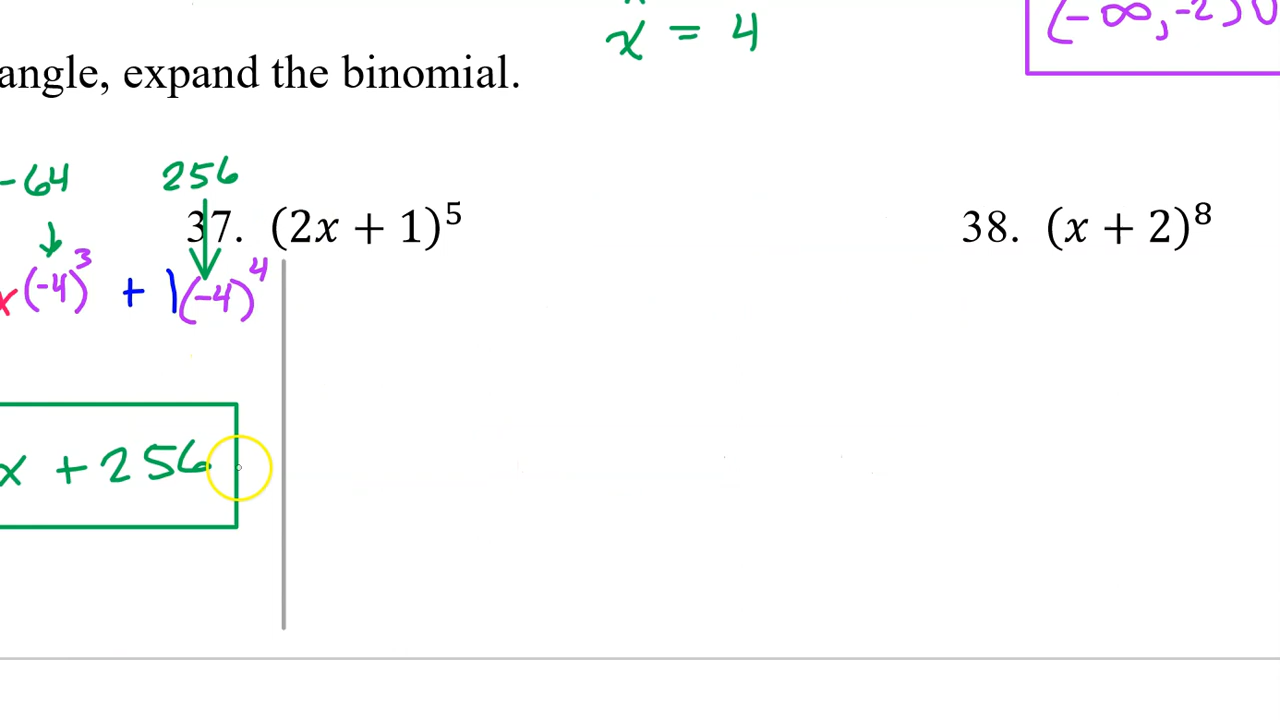 x = 4
(-∞,-2)U
angle, expand the binomial.
-64 256
37. (2x + 1)⁵
38. (x + 2)⁸
x(-4)³ + 1(-4)⁴
x + 256